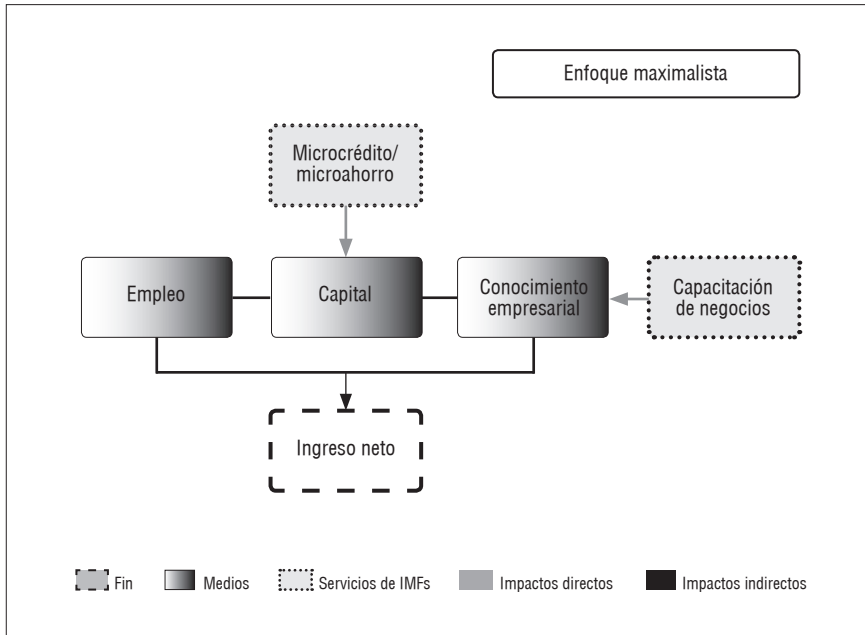 Enfoque maximalista
Microcrédito/
microahorro
Empleo
Capital
Conocimiento
empresarial
Capacitación
de negocios
Ingreso neto
Fin
Medios
Servicios de IMFs
Impactos directos
Impactos indirectos